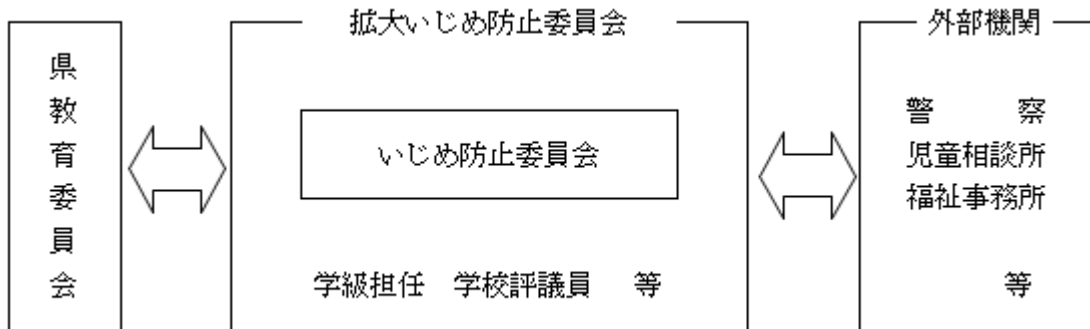 県教育委員会
拡大いじめ防止委員会
いじめ防止委員会
学級担任　学校評議員　等
外部機関
警　　察
児童相談所
福祉事務所
等